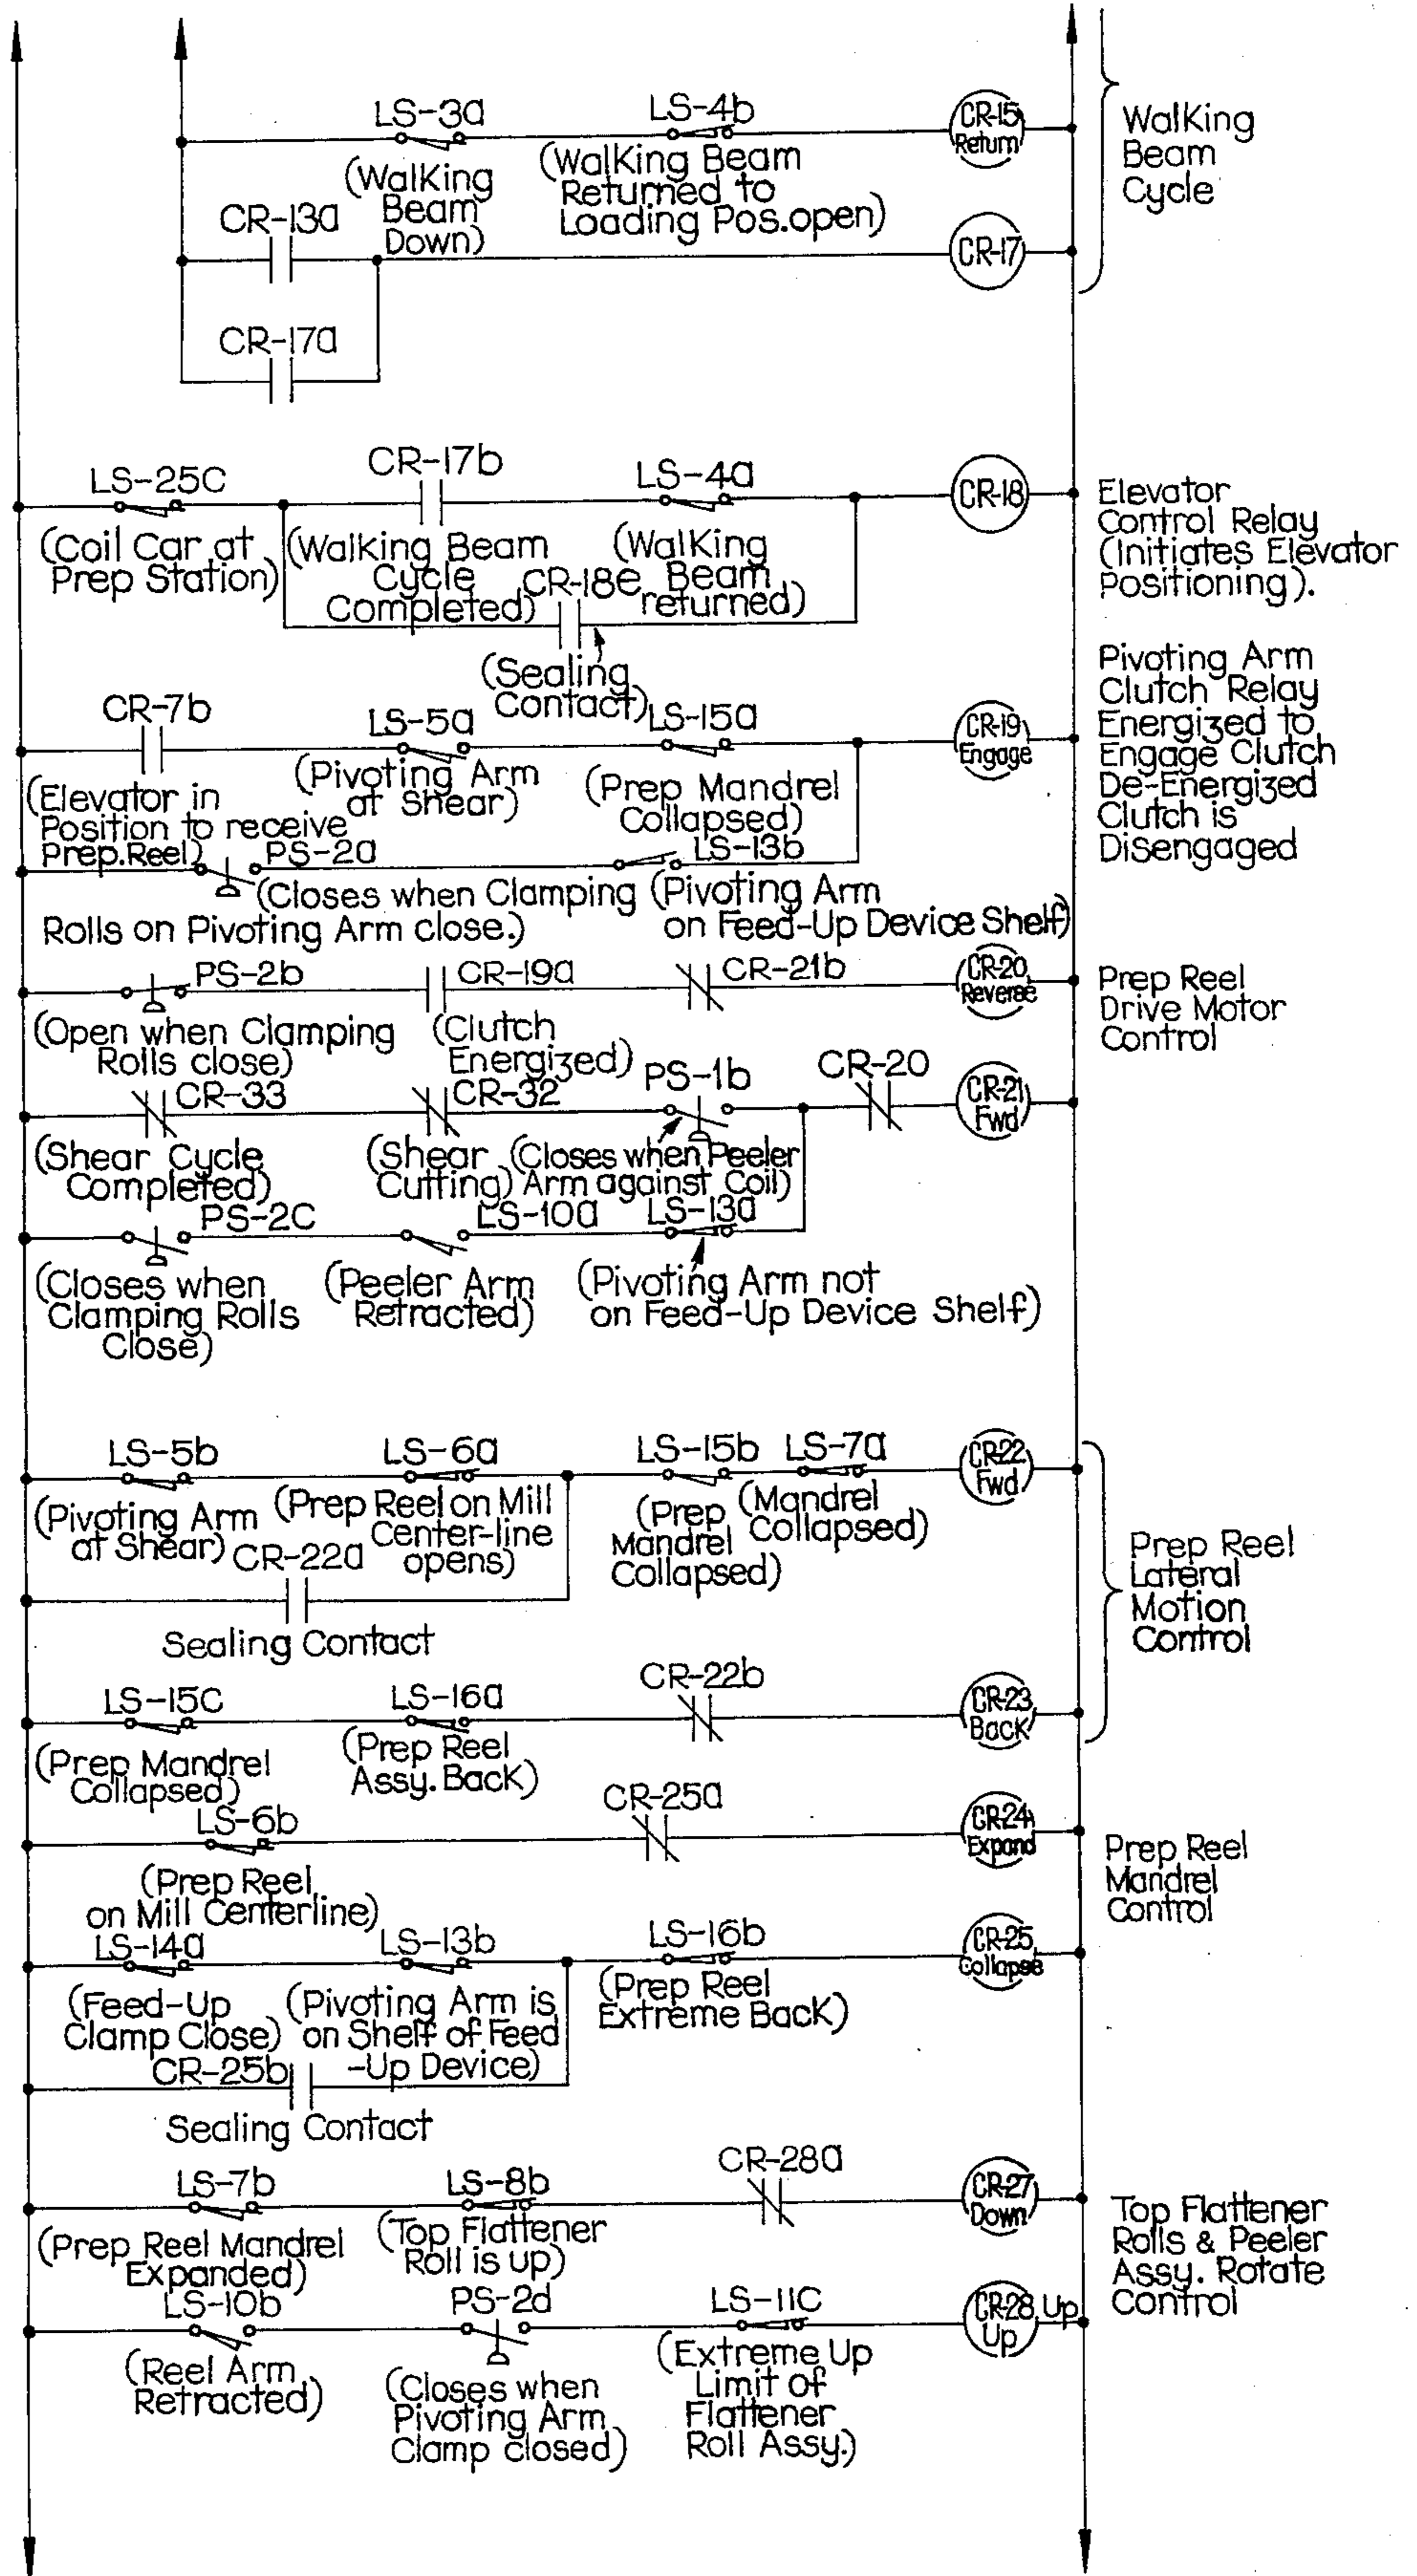 LS-3a
LS-4b
CR-15
Return
(Walking
Beam
Down)
(Walking Beam
Returned to
Loading Pos.open)
Walking
Beam
Cycle
CR-13a
CR-17
CR-17a
LS-25C
CR-17b
LS-4a
CR-18
(Coil Car at
Prep Station)
(Walking Beam
Cycle
Completed)
(Walking
Beam
returned)
CR-18e
(Sealing
Contact)
Elevator
Control Relay
(Initiates Elevator
Positioning).
CR-7b
LS-5a
LS-15a
CR-19
Engage
(Elevator in
Position to receive
Prep.Reel)
(Pivoting Arm
at Shear)
(Prep Mandrel
Collapsed)
Pivoting Arm
Clutch Relay
Energized to
Engage Clutch
De-Energized
Clutch is
Disengaged
PS-2a
LS-13b
(Closes when Clamping
Rolls on Pivoting Arm close.)
(Pivoting Arm
on Feed-Up Device Shelf)
PS-2b
CR-19a
CR-21b
CR-20
Reverse
(Open when Clamping
Rolls close)
(Clutch
Energized)
Prep Reel
Drive Motor
Control
CR-33
CR-32
PS-1b
CR-20
CR-21
Fwd
(Shear Cycle
Completed)
(Shear
Cutting)
(Closes when Peeler
Arm against Coil)
PS-2C
LS-10a
LS-13a
(Closes when
Clamping Rolls
Close)
(Peeler Arm
Retracted)
(Pivoting Arm not
on Feed-Up Device Shelf)
LS-5b
LS-6a
LS-15b
LS-7a
CR-22
Fwd
(Pivoting Arm
at Shear)
(Prep Reel on Mill
Center-line
opens)
(Prep
Mandrel
Collapsed)
(Mandrel
Collapsed)
CR-22a
Sealing Contact
Prep Reel
Lateral
Motion
Control
LS-15C
LS-16a
CR-22b
CR-23
Back
(Prep Mandrel
Collapsed)
(Prep Reel
Assy. Back)
LS-6b
CR-25a
CR-24
Expand
(Prep Reel
on Mill Centerline)
Prep Reel
Mandrel
Control
LS-14a
LS-13b
LS-16b
CR-25
Collapse
(Feed-Up
Clamp Close)
(Pivoting Arm is
on Shelf of Feed
-Up Device)
(Prep Reel
Extreme Back)
CR-25b
Sealing Contact
LS-7b
LS-8b
CR-28a
CR-27
Down
(Prep Reel Mandrel
Expanded)
(Top Flattener
Roll is up)
Top Flattener
Rolls & Peeler
Assy. Rotate
Control
LS-10b
PS-2d
LS-11C
CR-28
Up
Up
(Reel Arm
Retracted)
(Closes when
Pivoting Arm
Clamp closed)
(Extreme Up
Limit of
Flattener
Roll Assy.)